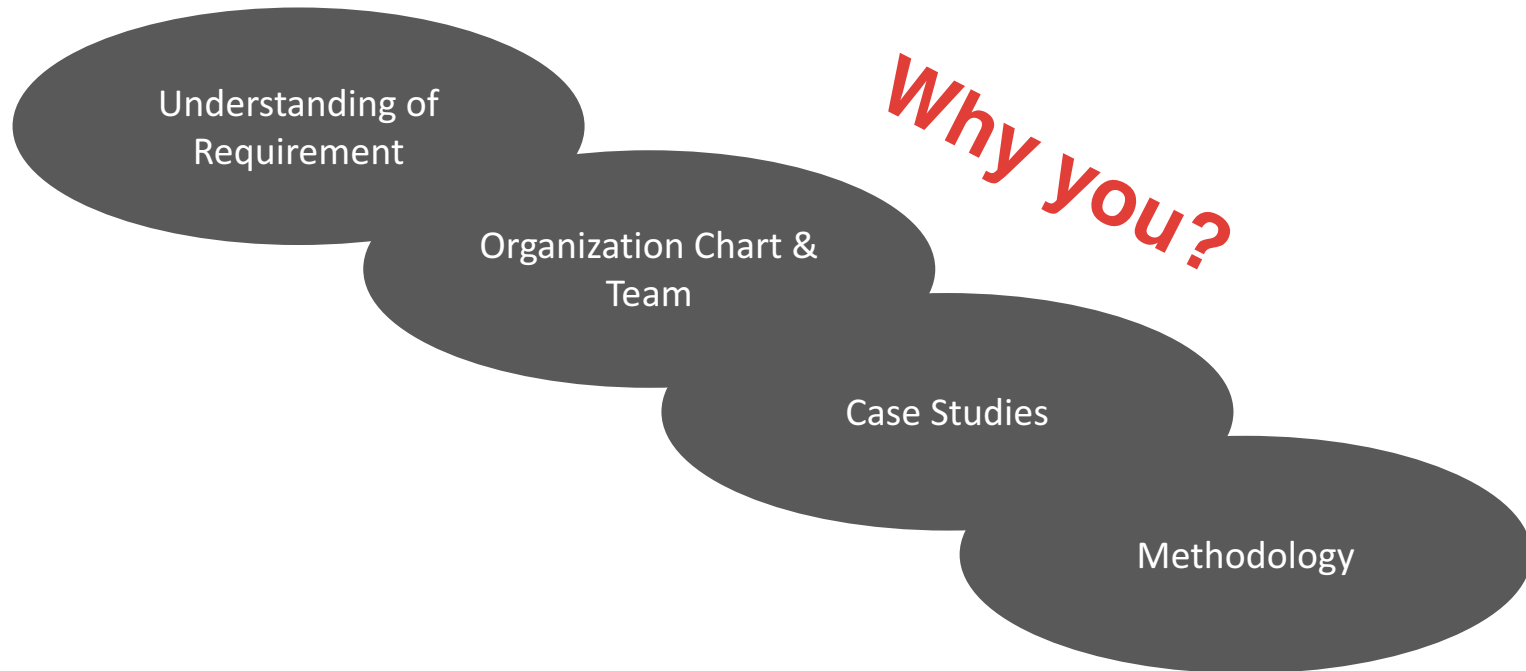 Understanding of
Requirement
Why you?
Organization Chart &
Team
Case Studies
Methodology